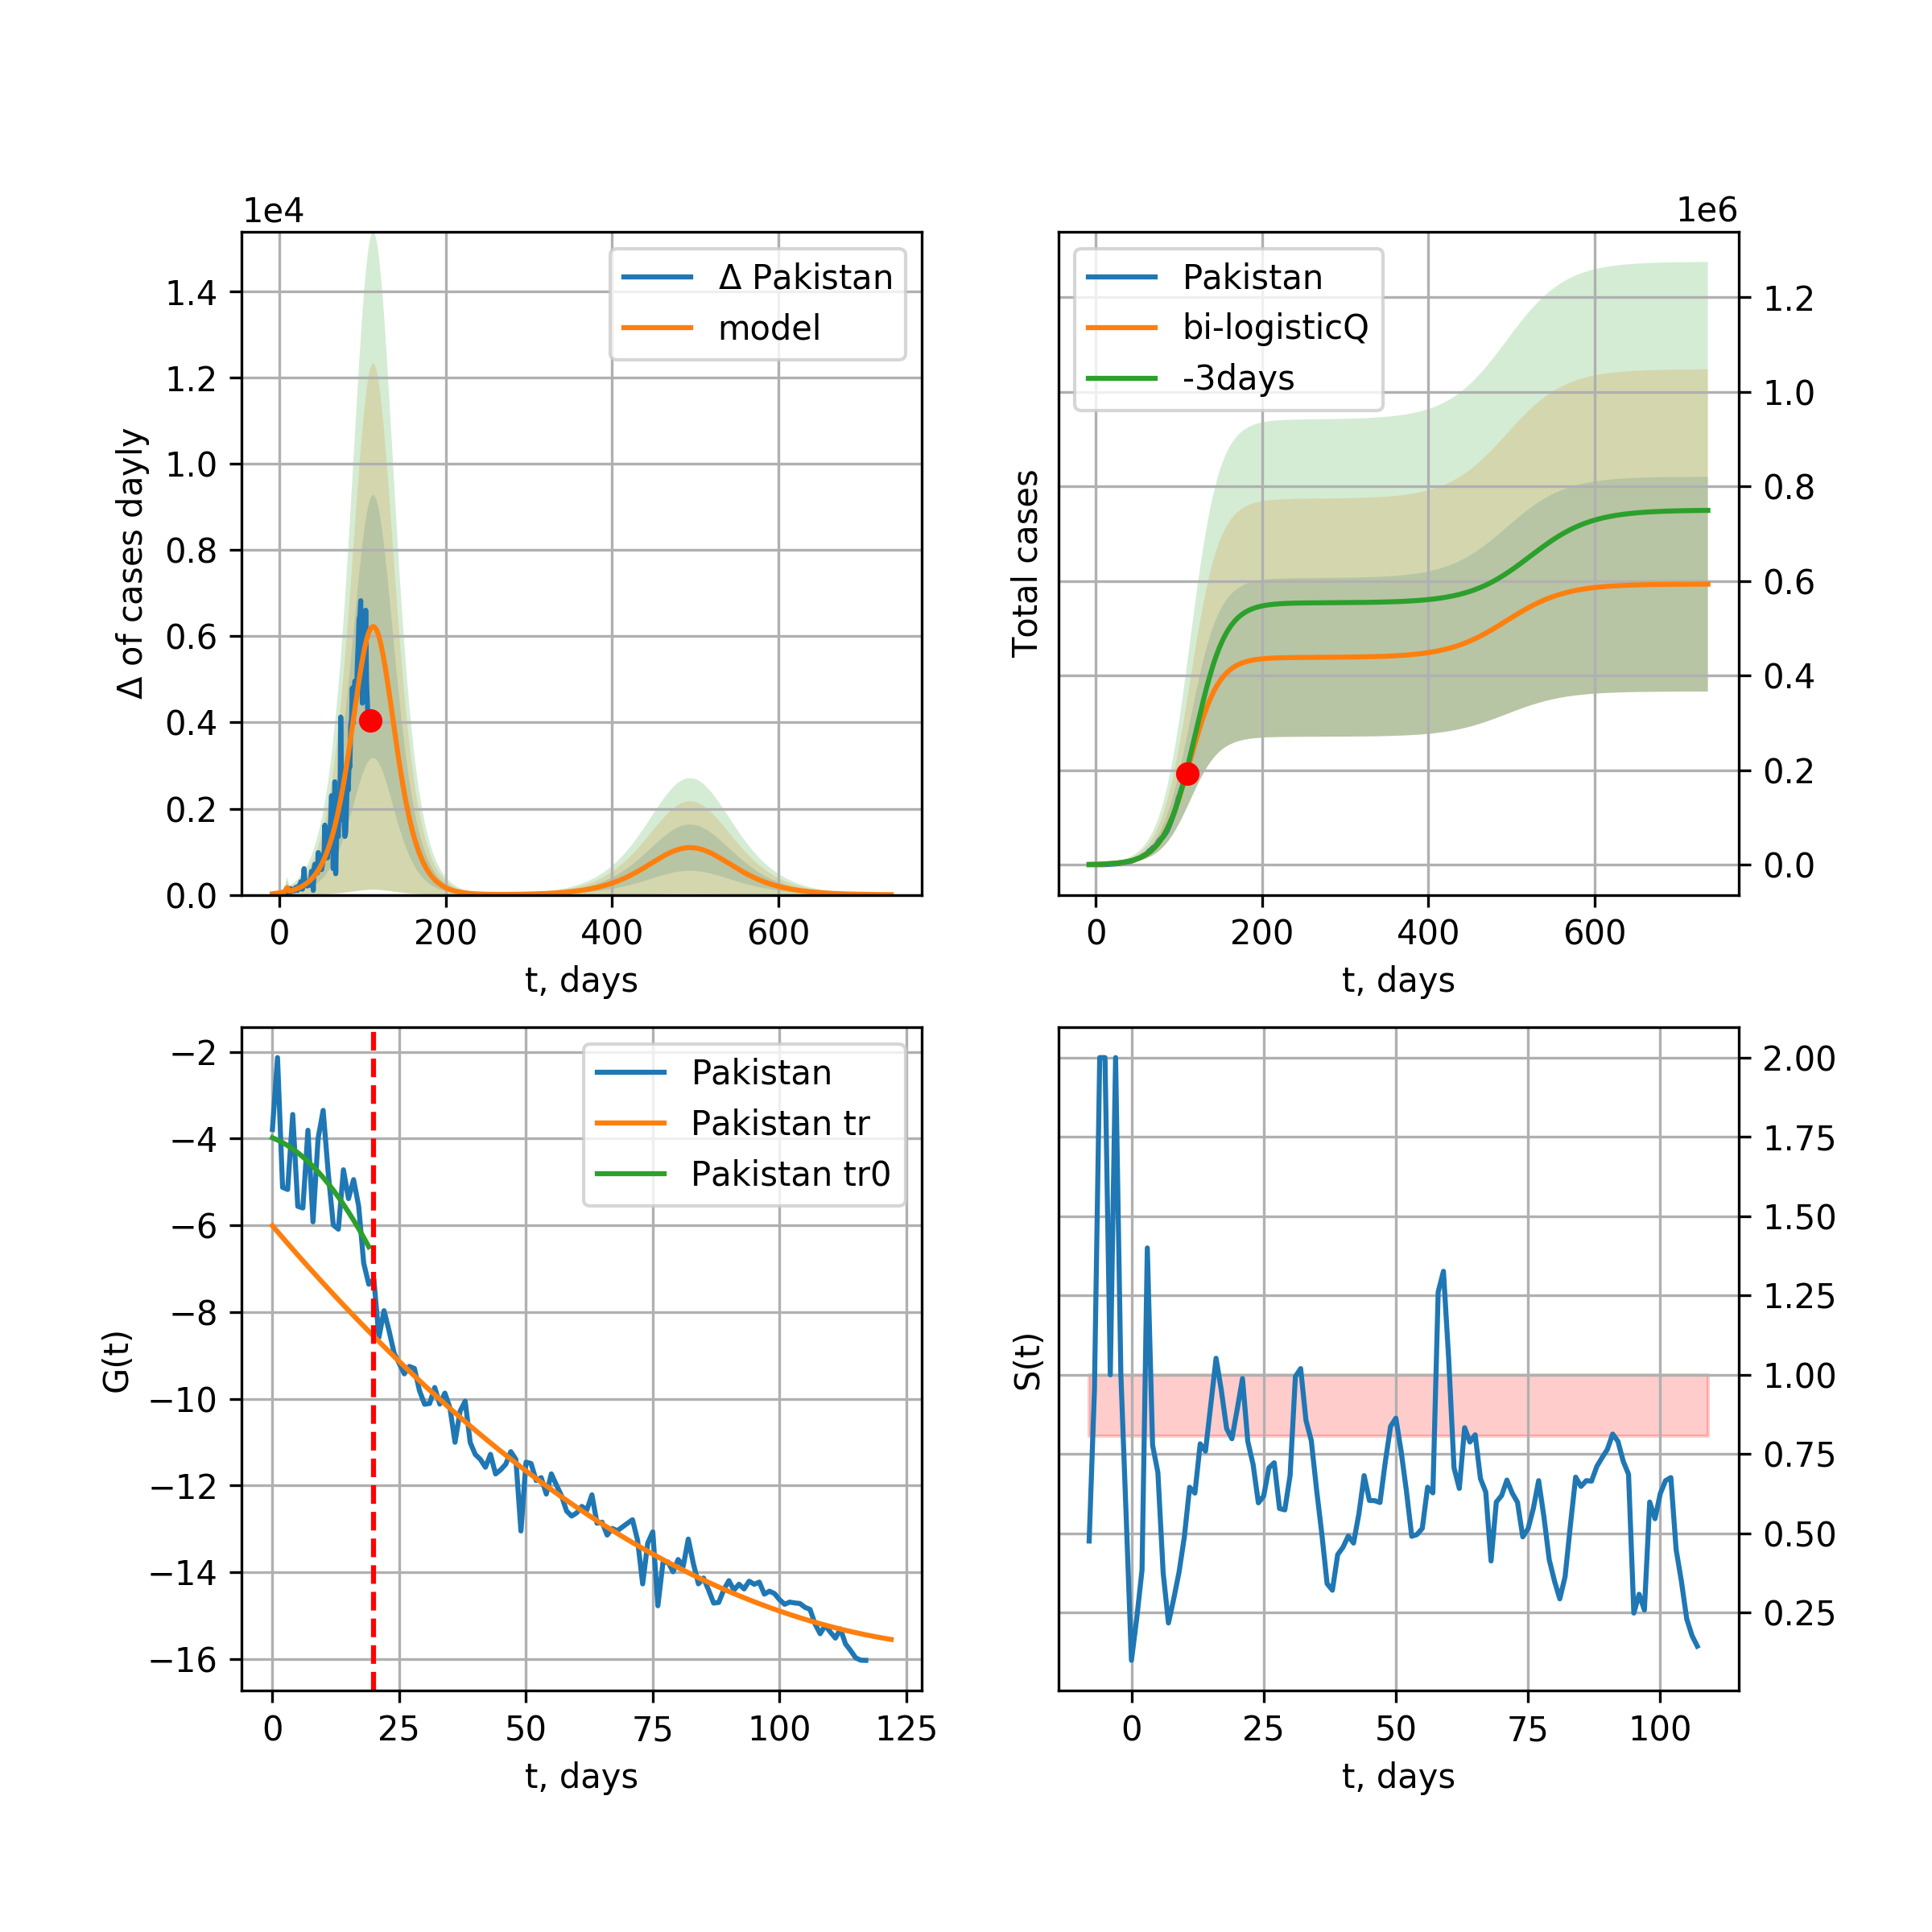 1e4
Δ of cases dayly
1.4
1.2
1.0
0.8
0.6
0.4
0.2
0.0
Δ Pakistan
model
0 200 400 600
t, days
1e6
Total cases
Pakistan
bi-logisticQ
-3days
1.2
1.0
0.8
0.6
0.4
0.2
0.0
0 200 400 600
t, days
G(t)
−2
−4
−6
−8
−10
−12
−14
−16
Pakistan
Pakistan tr
Pakistan tr0
0 25 50 75 100 125
t, days
S(t)
2.00
1.75
1.50
1.25
1.00
0.75
0.50
0.25
0 25 50 75 100
t, days